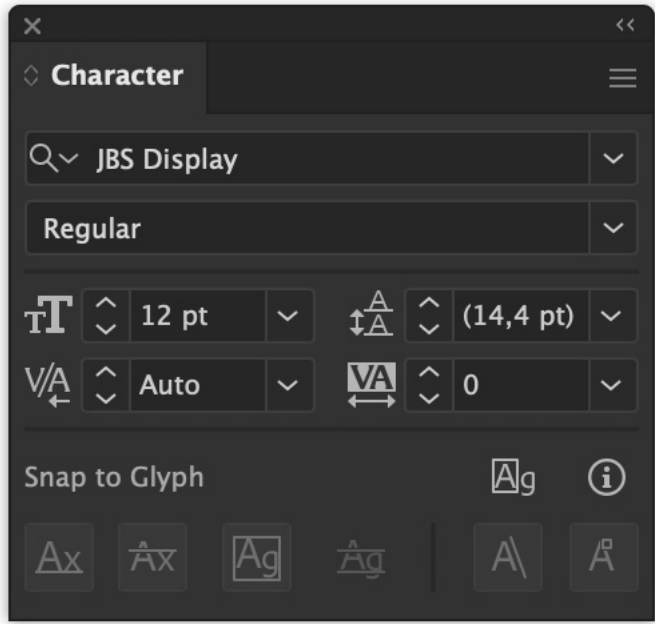 Character
JBS Display
Regular
12 pt (14,4 pt)
Auto 0
Snap to Glyph